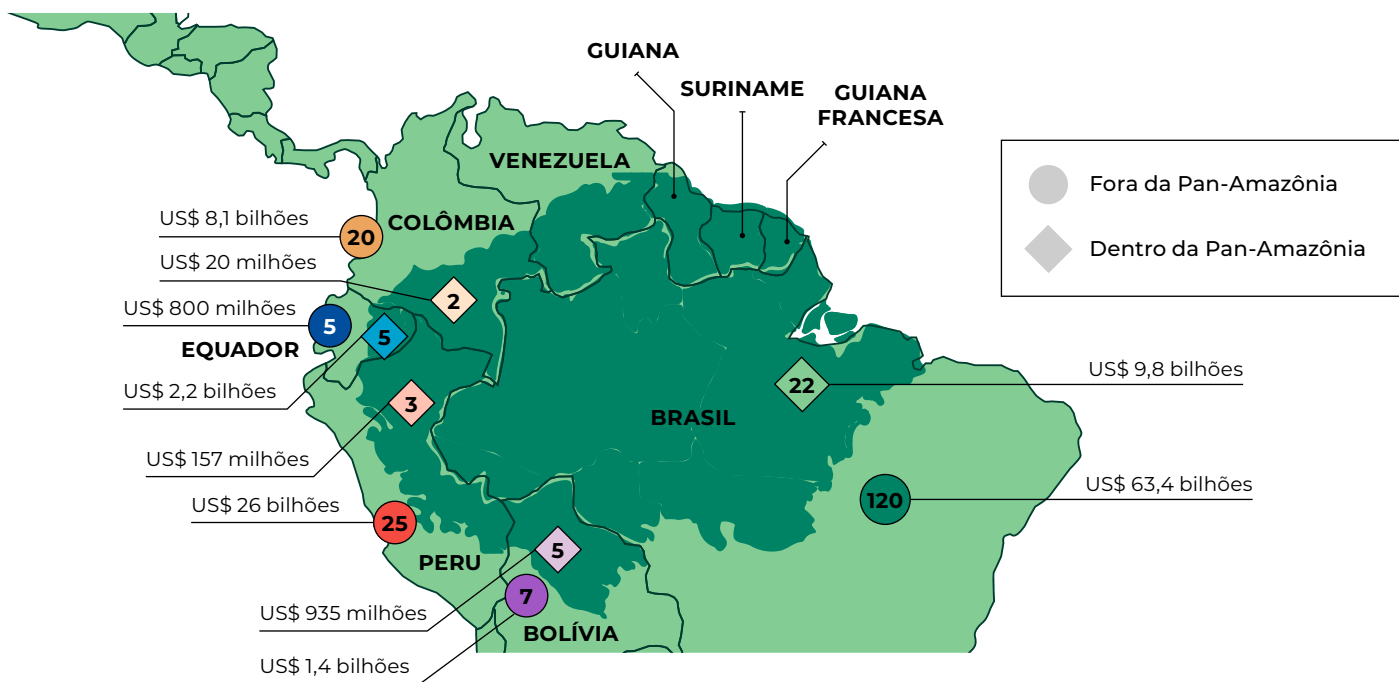 GUIANA
SURINAME
GUIANA
FRANCESA
VENEZUELA
Fora da Pan-Amazônia
Dentro da Pan-Amazônia
US$ 8,1 bilhões
20
COLÔMBIA
US$ 20 milhões
2
US$ 800 milhões
5
EQUADOR
5
US$ 2,2 bilhões
22
US$ 9,8 bilhões
3
BRASIL
US$ 157 milhões
US$ 26 bilhões
25
120
US$ 63,4 bilhões
PERU
5
7
US$ 935 milhões
BOLÍVIA
US$ 1,4 bilhões